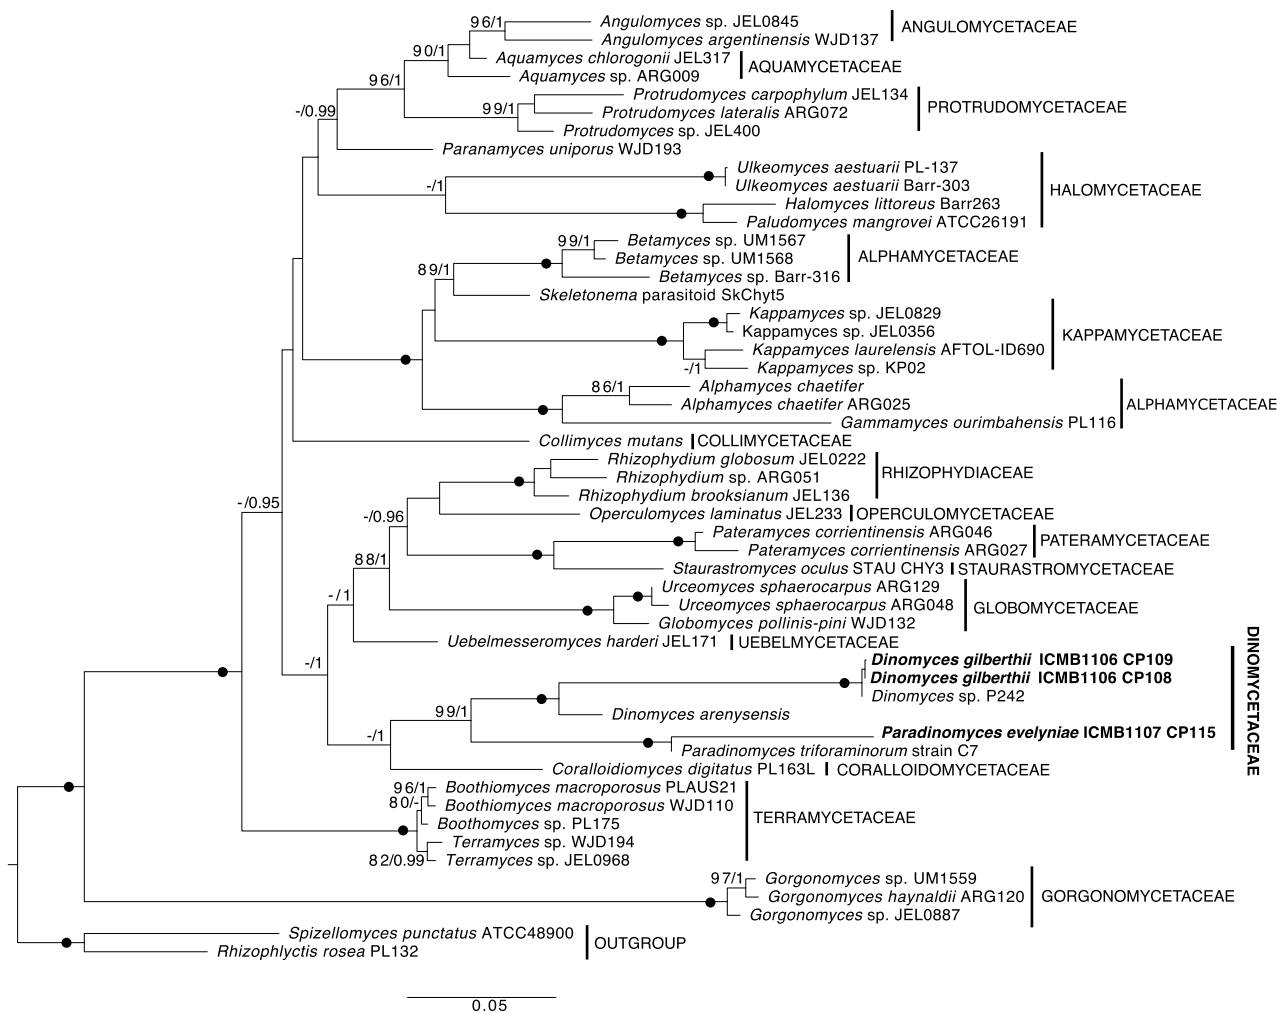 96/1
Angulomyces sp. JEL0845
Angulomyces argentinensis WJD137
ANGULOMYCETACEAE
90/1
Aquamyces chlorogonii JEL317
Aquamyces sp. ARG009
AQUAMYCETACEAE
96/1
Protrudomyces carpophylum JEL134
99/1
Protrudomyces lateralis ARG072
Protrudomyces sp. JEL400
PROTRUDOMYCETACEAE
-/0.99
Paranamyces uniporus WJD193
Ulkeomyces aestuarii PL-137
Ulkeomyces aestuarii Barr-303
-/1
Halomyces littoreus Barr263
Paludomyces mangrovei ATCC26191
HALOMYCETACEAE
99/1
Betamyces sp. UM1567
Betamyces sp. UM1568
Betamyces sp. Barr-316
ALPHAMYCETACEAE
89/1
Skeletonema parasitoid SkChyt5
Kappamyces sp. JEL0829
Kappamyces sp. JEL0356
Kappamyces laurelensis AFTOL-ID690
-/1
Kappamyces sp. KP02
KAPPAMYCETACEAE
86/1
Alphamyces chaetifer
Alphamyces chaetifer ARG025
Gammamyces ourimbahensis PL116
ALPHAMYCETACEAE
Collimyces mutans
COLLIMYCETACEAE
Rhizophydium globosum JEL0222
Rhizophydium sp. ARG051
Rhizophydium brooksianum JEL136
RHIZOPHYDIACEAE
-/0.95
-/0.96
Operculomyces laminatus JEL233
OPERCULOMYCETACEAE
Pateramyces corrientinensis ARG046
Pateramyces corrientinensis ARG027
PATERAMYCETACEAE
88/1
Staurastromyces oculus STAU CHY3
STAURASTROMYCETACEAE
Urceomyces sphaerocarpus ARG129
Urceomyces sphaerocarpus ARG048
Globomyces pollinis-pini WJD132
GLOBOMYCETACEAE
-/1
Uebelmesseromyces harderi JEL171
UEBELMYCETACEAE
-/1
Dinomyces gilberthii ICMB1106 CP109
Dinomyces gilberthii ICMB1106 CP108
Dinomyces sp. P242
99/1
Dinomyces arenysensis
-/1
Paradinomyces evelyniae ICMB1107 CP115
Paradinomyces triforaminorum strain C7
DINOMYCETACEAE
Coralloidiomyces digitatus PL163L
CORALLOIDOMYCETACEAE
96/1
Boothiomyces macroporosus PLAUS21
80/-
Boothiomyces macroporosus WJD110
Boothomyces sp. PL175
Terramyces sp. WJD194
82/0.99
Terramyces sp. JEL0968
TERRAMYCETACEAE
97/1
Gorgonomyces sp. UM1559
Gorgonomyces haynaldii ARG120
Gorgonomyces sp. JEL0887
GORGONOMYCETACEAE
Spizellomyces punctatus ATCC48900
Rhizophlyctis rosea PL132
OUTGROUP
0.05